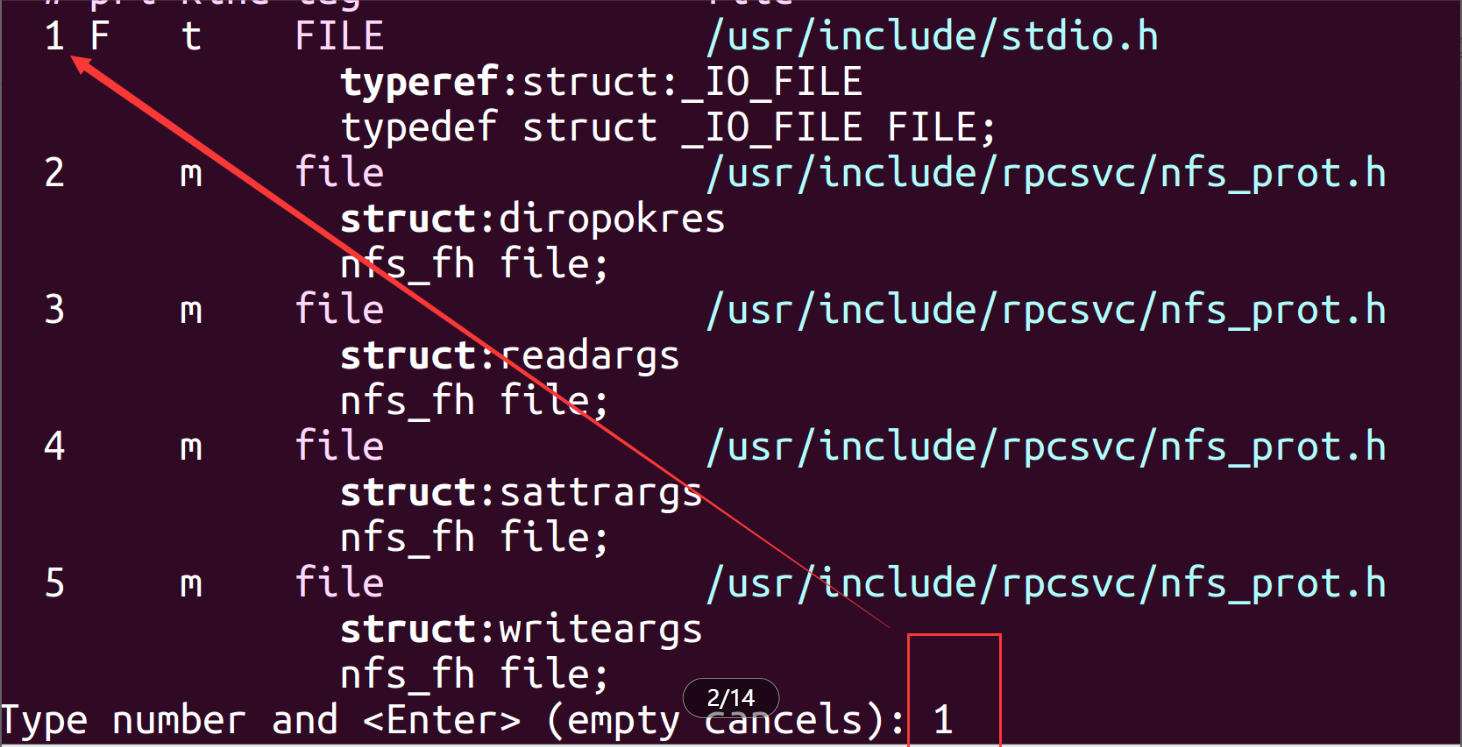 # pri kind tag file
1 F t FILE /usr/include/stdio.h
typeref:struct:_IO_FILE
typedef struct _IO_FILE FILE;
2 m file /usr/include/rpcsvc/nfs_prot.h
struct:diropokres
nfs_fh file;
3 m file /usr/include/rpcsvc/nfs_prot.h
struct:readargs
nfs_fh file;
4 m file /usr/include/rpcsvc/nfs_prot.h
struct:sattrargs
nfs_fh file;
5 m file /usr/include/rpcsvc/nfs_prot.h
struct:writeargs
nfs_fh file;
2/14
Type number and <Enter> (empty cancels): 1